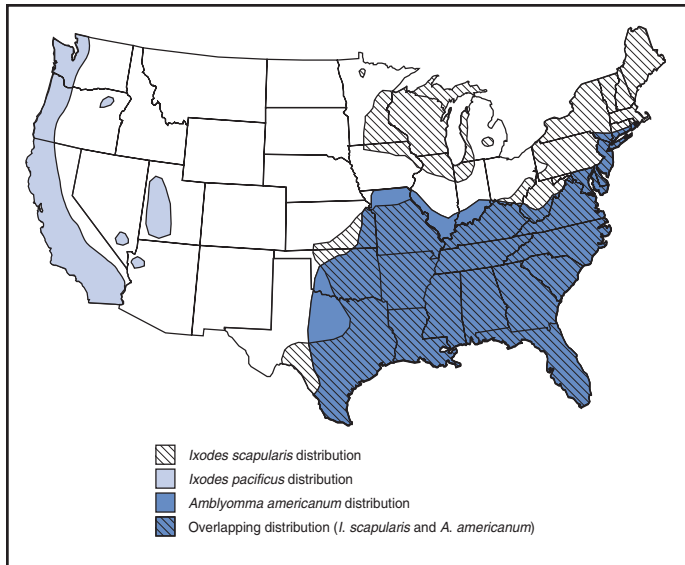 Ixodes scapularis distribution
Ixodes pacificus distribution
Amblyomma americanum distribution
Overlapping distribution (I. scapularis and A. americanum)